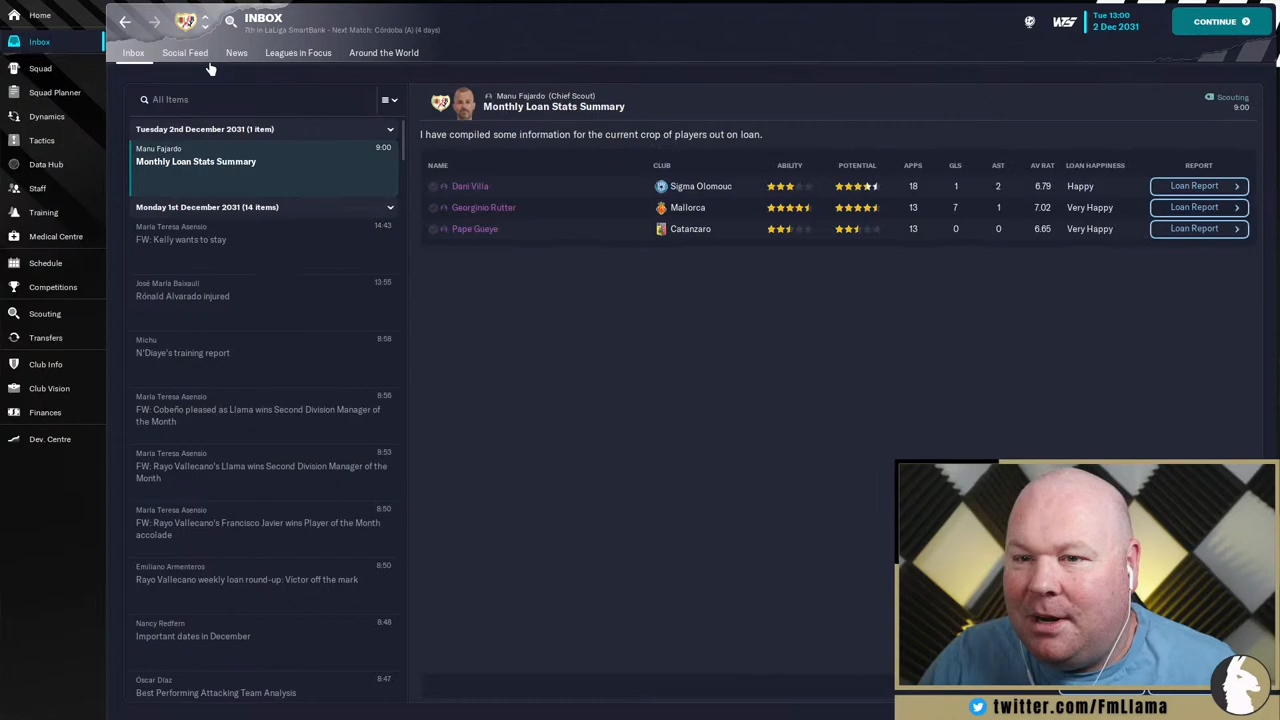 Home
Inbox
Squad
Squad Planner
Dynamics
Tactics
Data Hub
Staff
Training
Medical Centre
Schedule
Competitions
Scouting
Transfers
Club Info
Club Vision
Finances
Dev. Centre
INBOX
7th in LaLiga SmartBank - Next Match: Córdoba (A) (4 days)
Tue 13:00
2 Dec 2031
CONTINUE
Inbox
Social Feed
News
Leagues in Focus
Around the World
All Items
Tuesday 2nd December 2031 (1 item)
Manu Fajardo 9:00
Monthly Loan Stats Summary
Monday 1st December 2031 (14 items)
María Teresa Asensio 14:43
FW: Kelly wants to stay
José María Baixauli 13:55
Rónald Alvarado injured
Michu 8:58
N'Diaye's training report
María Teresa Asensio 8:56
FW: Cobeño pleased as Llama wins Second Division Manager of
the Month
María Teresa Asensio 8:53
FW: Rayo Vallecano's Llama wins Second Division Manager of the
Month
María Teresa Asensio 8:50
FW: Rayo Vallecano's Francisco Javier wins Player of the Month
accolade
Emiliano Armenteros 8:50
Rayo Vallecano weekly loan round-up: Víctor off the mark
Nancy Redfern 8:48
Important dates in December
Óscar Díaz 8:47
Best Performing Attacking Team Analysis
Manu Fajardo (Chief Scout)
Monthly Loan Stats Summary
Scouting
9:00
I have compiled some information for the current crop of players out on loan.
NAME CLUB ABILITY POTENTIAL APPS GLS AST AV RAT LOAN HAPPINESS REPORT
Dani Villa Sigma Olomouc 18 1 2 6.79 Happy Loan Report
Georginio Rutter Mallorca 13 7 1 7.02 Very Happy Loan Report
Pape Gueye Catanzaro 13 0 0 6.65 Very Happy Loan Report
twitter.com/FmLlama